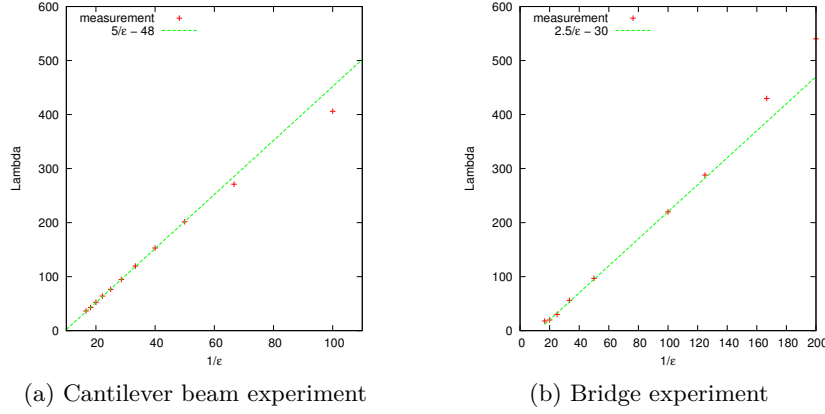 measurement
5/ε − 48
600
500
400
300
200
100
0
Lambda
20 40 60 80 100
1/ε
(a) Cantilever beam experiment
measurement
2.5/ε − 30
600
500
400
300
200
100
0
Lambda
0 20 40 60 80 100 120 140 160 180 200
1/ε
(b) Bridge experiment